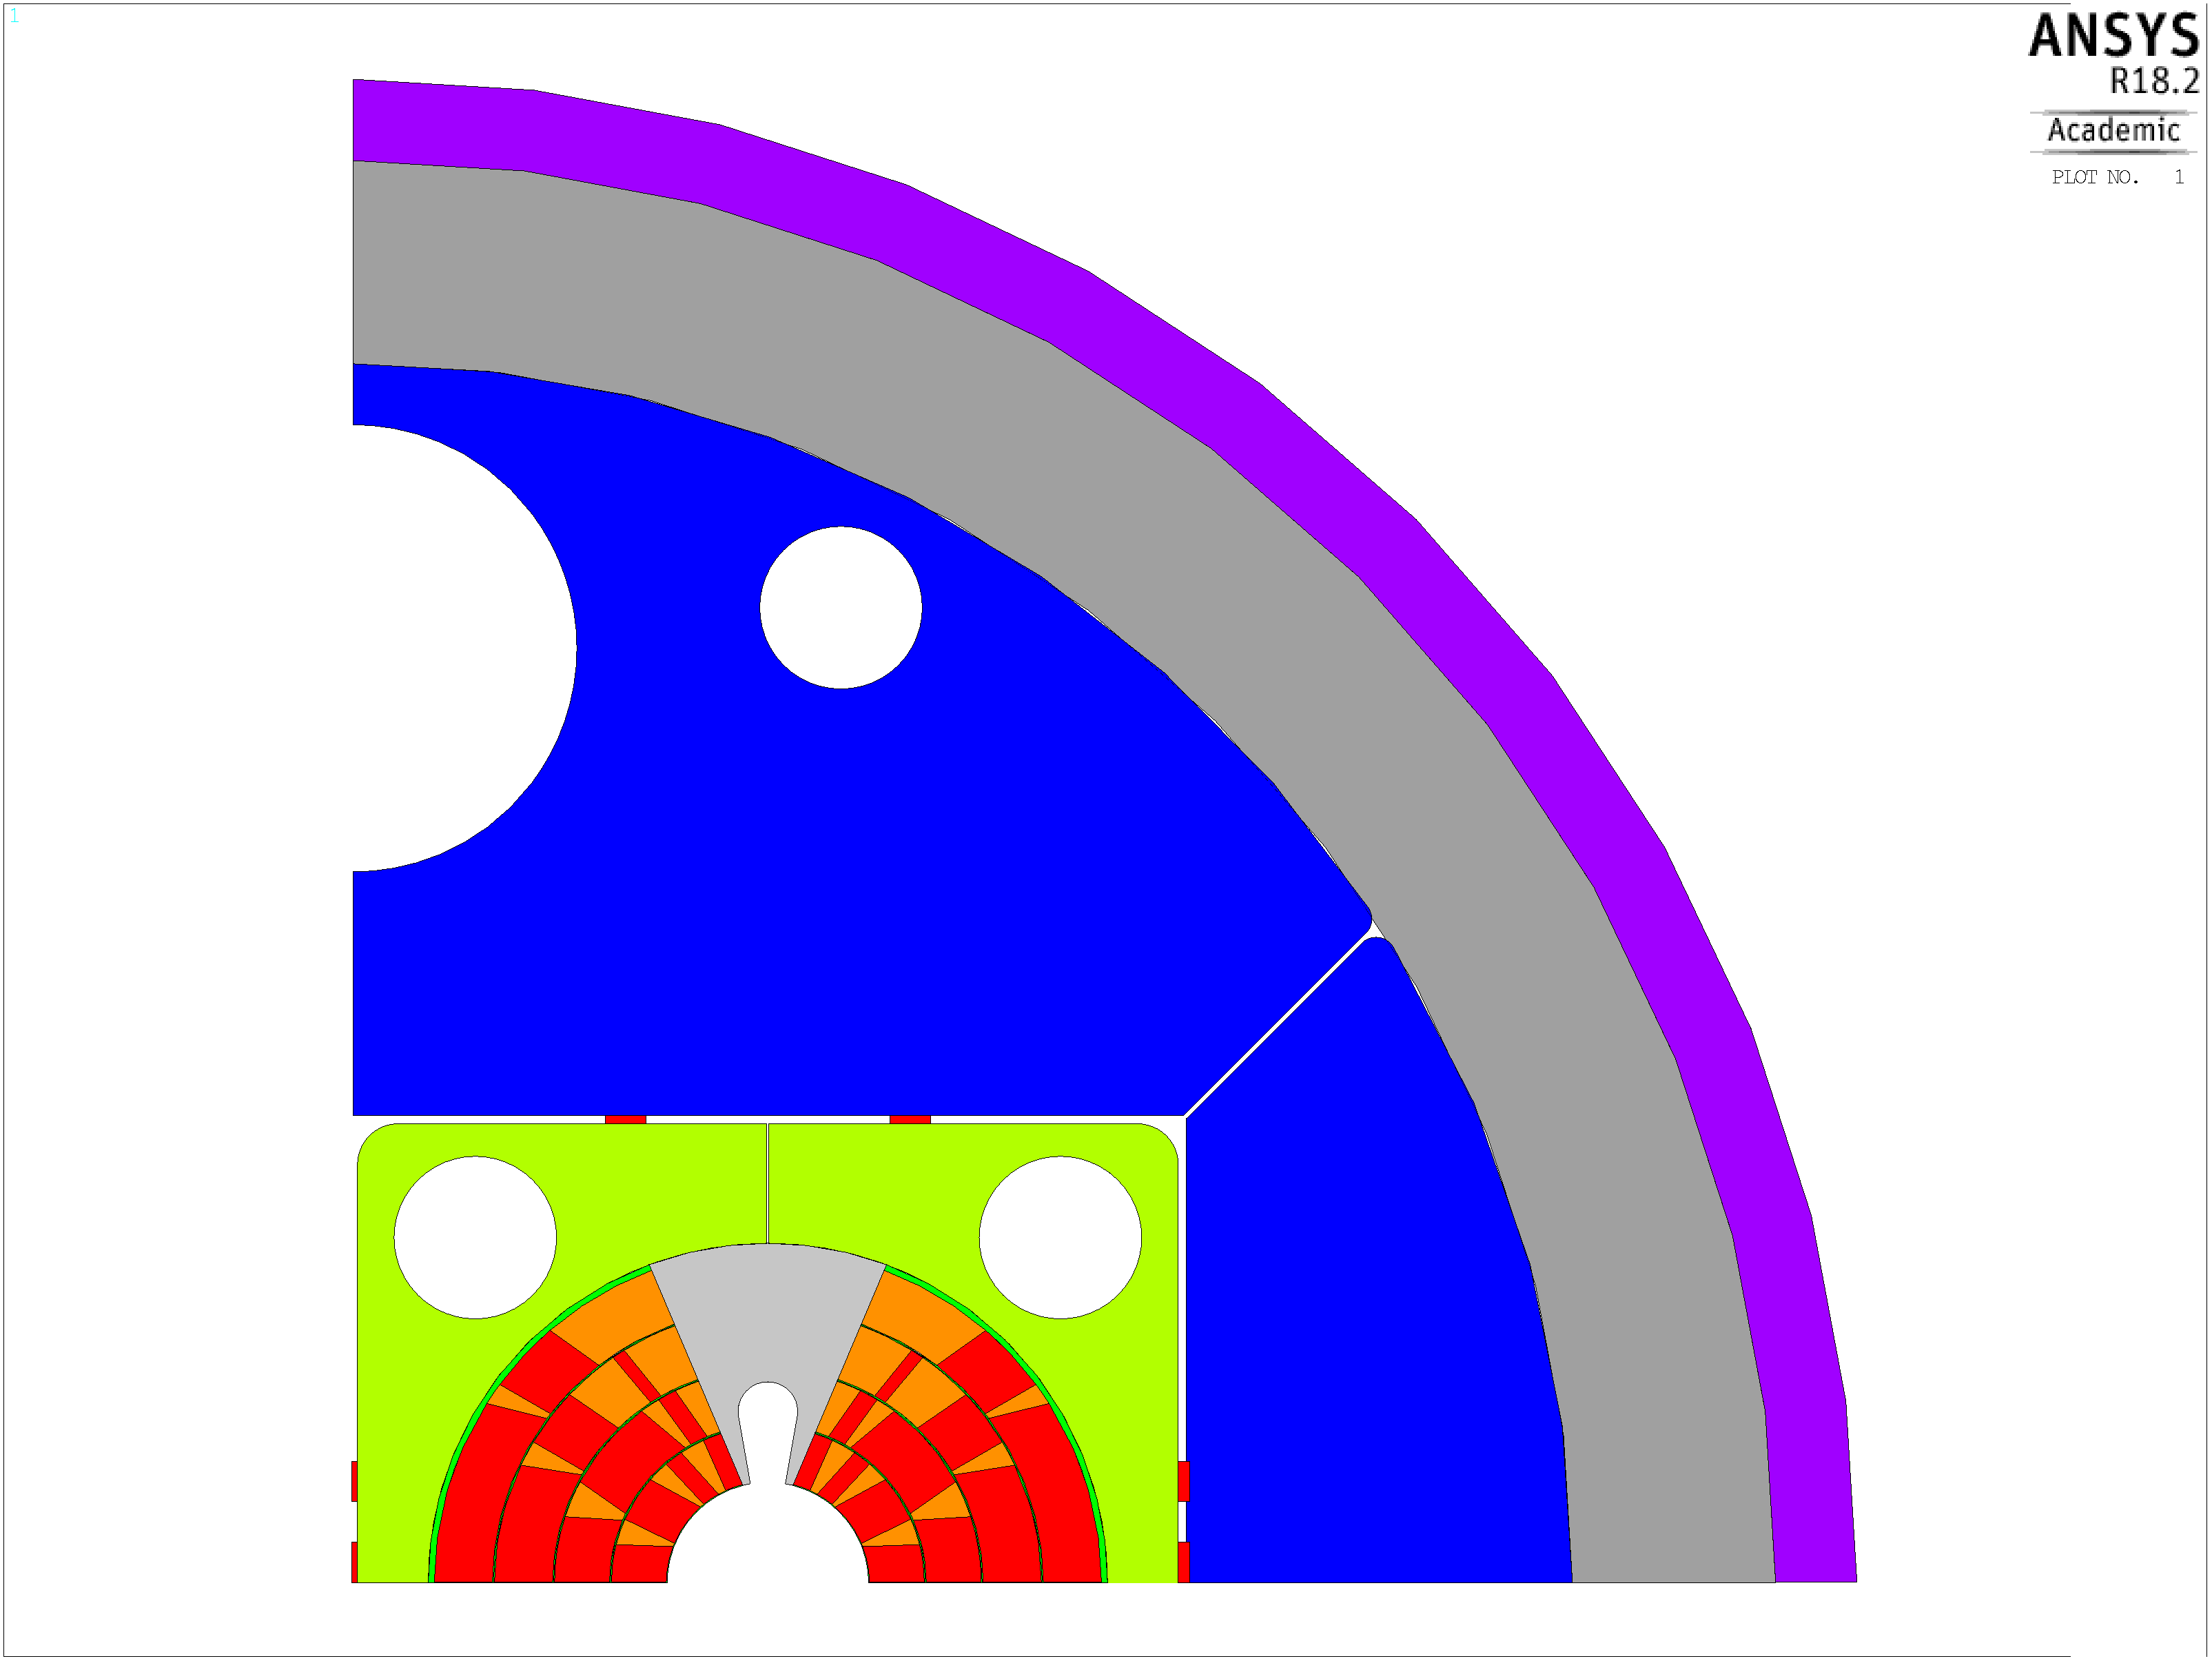 1
ANSYS
R18.2
Academic
PLOT NO. 1